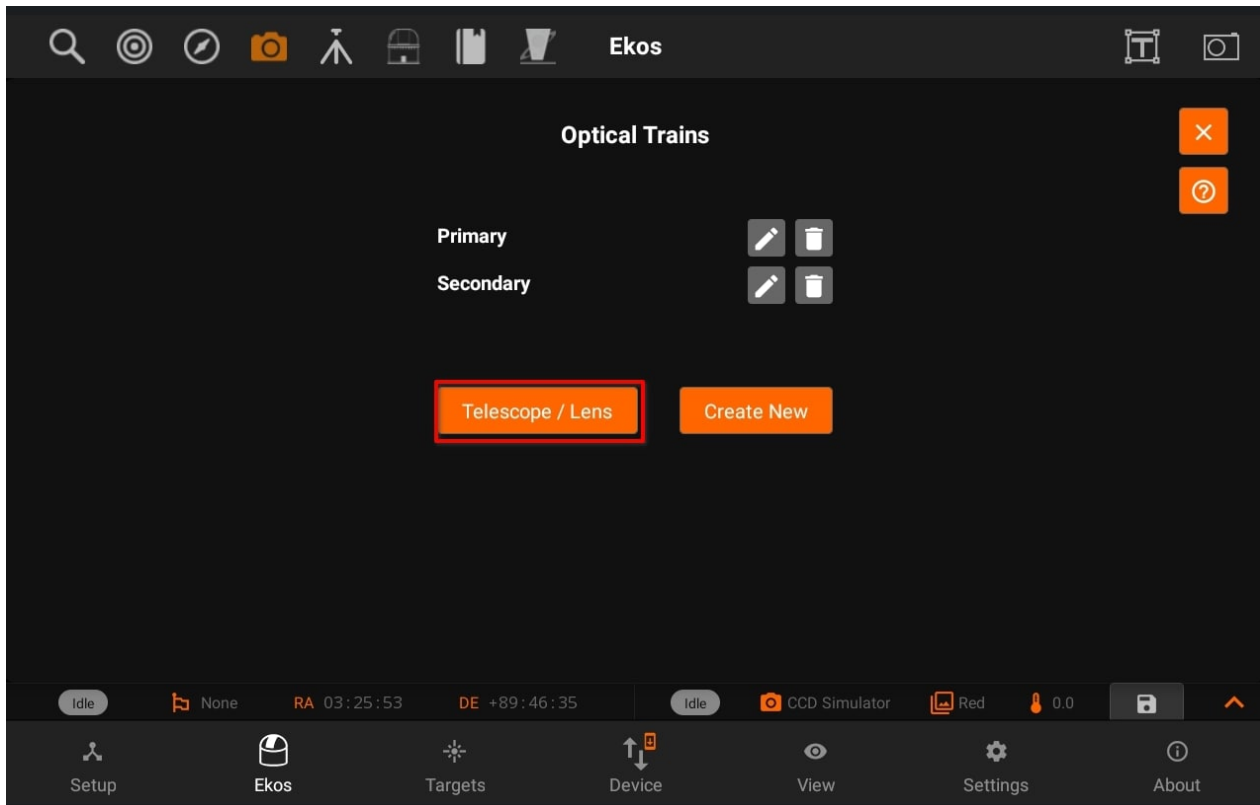 Ekos
Optical Trains
Primary
Secondary
Telescope / Lens
Create New
Idle None RA 03:25:53 DE +89:46:35 Idle CCD Simulator Red 0.0
Setup Ekos Targets Device View Settings About